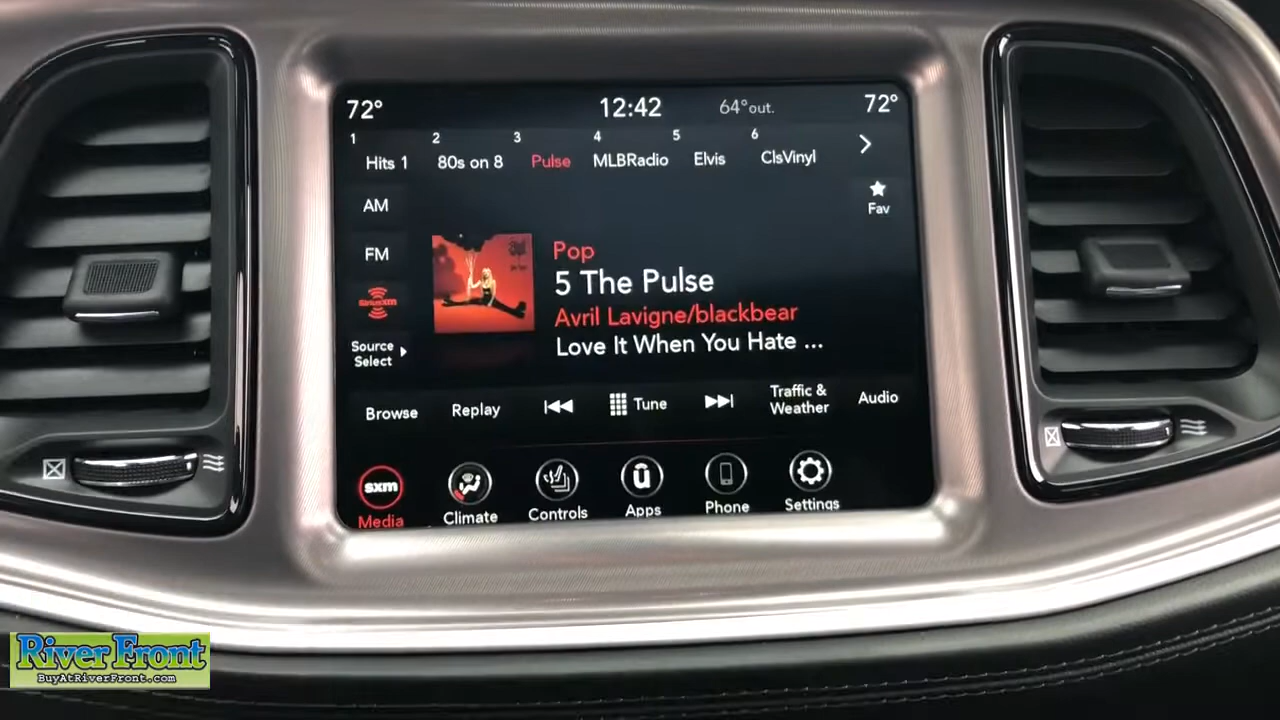 72° 12:42 64°out. 72°
1 2 3 4 5 6
Hits 1 80s on 8 Pulse MLBRadio Elvis ClsVinyl
AM
Fav
FM
Pop
5 The Pulse
siriusxm
Avril Lavigne/blackbear
Love It When You Hate ...
Source
Select
Browse Replay Tune Traffic &
Weather Audio
sxm
Media Climate Controls Apps Phone Settings
River Front
BuyAtRiverFront.com